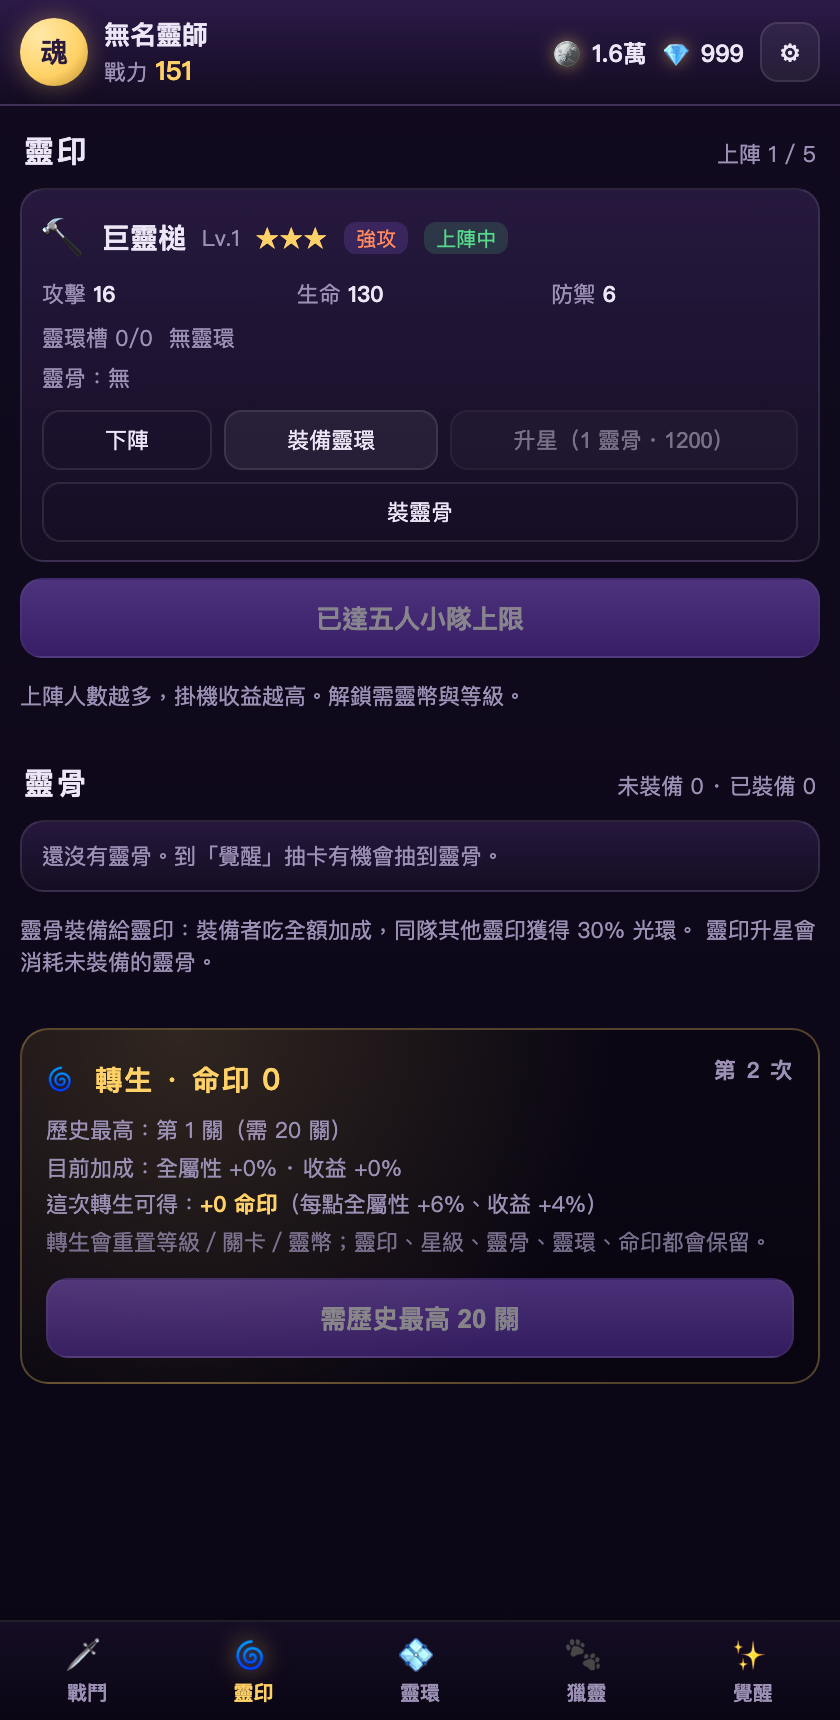 魂
無名靈師
戰力 151
1.6萬
999
靈印
上陣 1 / 5
巨靈槌 Lv.1 ★★★ 強攻 上陣中
攻擊 16 生命 130 防禦 6
靈環槽 0/0 無靈環
靈骨：無
下陣
裝備靈環
升星（1 靈骨 · 1200）
裝靈骨
已達五人小隊上限
上陣人數越多，掛機收益越高。解鎖需靈幣與等級。
靈骨
未裝備 0 · 已裝備 0
還沒有靈骨。到「覺醒」抽卡有機會抽到靈骨。
靈骨裝備給靈印：裝備者吃全額加成，同隊其他靈印獲得 30% 光環。 靈印升星會
消耗未裝備的靈骨。
轉生 · 命印 0
第 2 次
歷史最高：第 1 關（需 20 關）
目前加成：全屬性 +0% · 收益 +0%
這次轉生可得：+0 命印（每點全屬性 +6%、收益 +4%）
轉生會重置等級 / 關卡 / 靈幣；靈印、星級、靈骨、靈環、命印都會保留。
需歷史最高 20 關
戰鬥
靈印
靈環
獵靈
覺醒